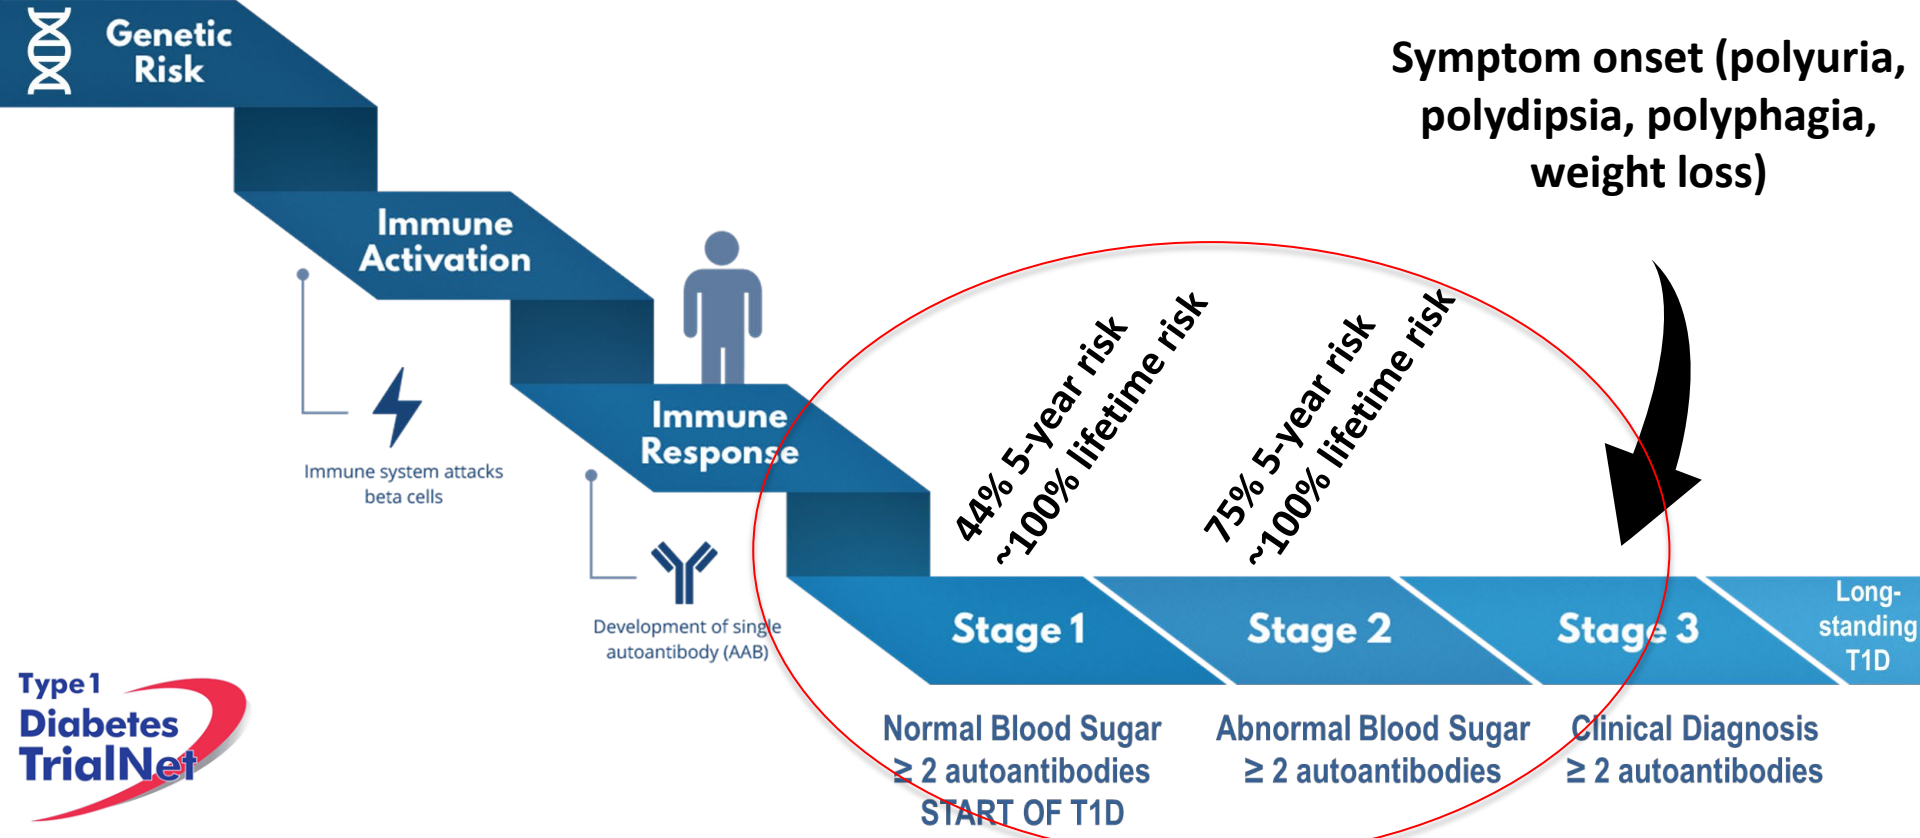 Genetic
Risk
Symptom onset (polyuria,
polydipsia, polyphagia,
weight loss)
Immune
Activation
Immune system attacks
beta cells
Immune
Response
Development of single
autoantibody (AAB)
44% 5-year risk
~100% lifetime risk
75% 5-year risk
~100% lifetime risk
Stage 1
Stage 2
Stage 3
Long-
standing
T1D
Normal Blood Sugar
≥ 2 autoantibodies
START OF T1D
Abnormal Blood Sugar
≥ 2 autoantibodies
Clinical Diagnosis
≥ 2 autoantibodies
Type 1
Diabetes
TrialNet